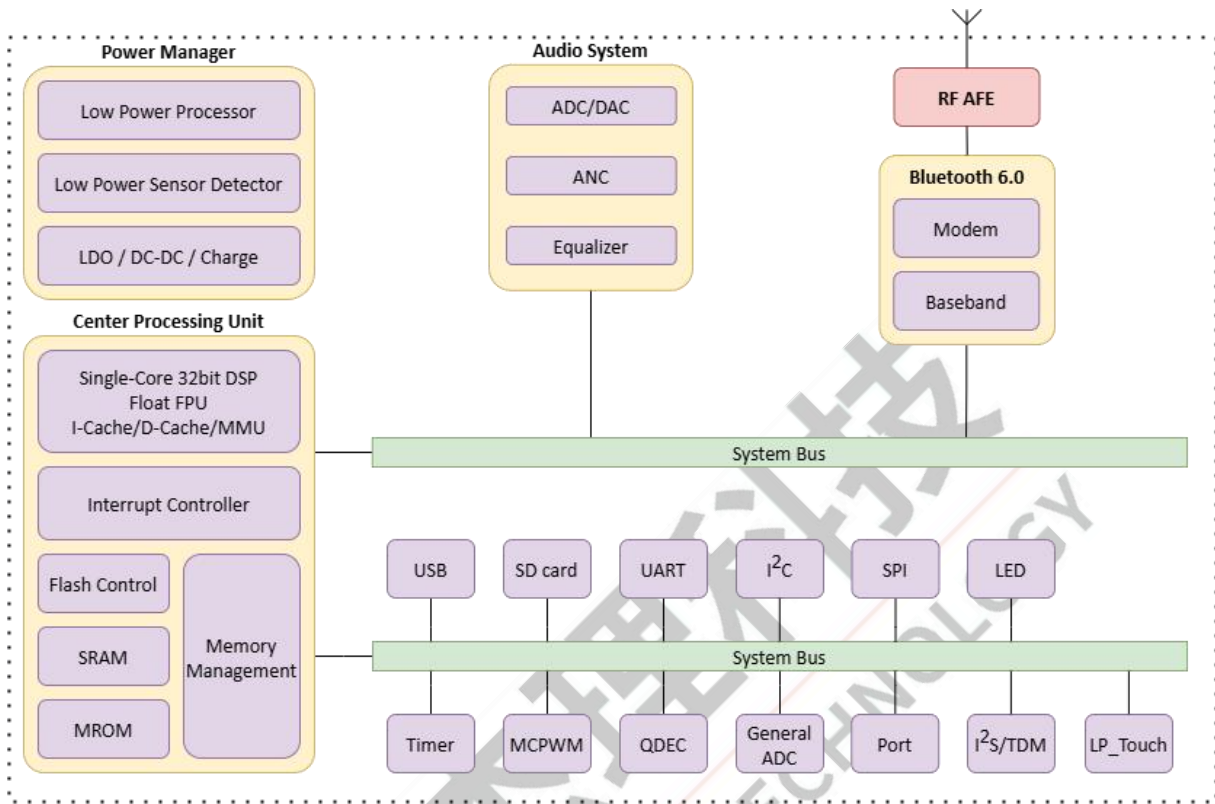 Power Manager
Low Power Processor
Low Power Sensor Detector
LDO / DC-DC / Charge
Audio System
ADC/DAC
ANC
Equalizer
RF AFE
Bluetooth 6.0
Modem
Baseband
Center Processing Unit
Single-Core 32bit DSP
Float FPU
I-Cache/D-Cache/MMU
Interrupt Controller
Flash Control
SRAM
MROM
Memory
Management
System Bus
USB
SD card
UART
I²C
SPI
LED
System Bus
Timer
MCPWM
QDEC
General
ADC
Port
I²S/TDM
LP_Touch
理科技
TECHNOLOGY